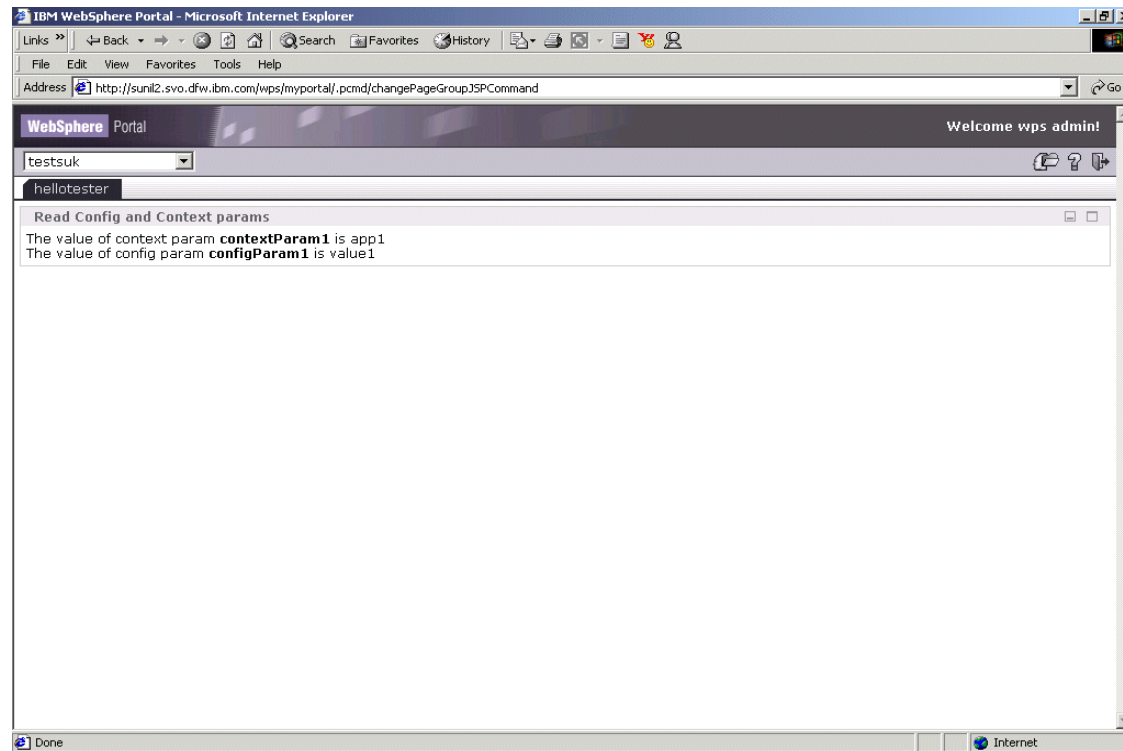 IBM WebSphere Portal - Microsoft Internet Explorer
Links » Back Search Favorites History
File Edit View Favorites Tools Help
Address http://sunil2.svo.dfw.ibm.com/wps/myportal/.pcmd/changePageGroupJSPCommand Go
WebSphere Portal Welcome wps admin!
testsuk
hellotester
Read Config and Context params
The value of context param contextParam1 is app1
The value of config param configParam1 is value1
Done Internet